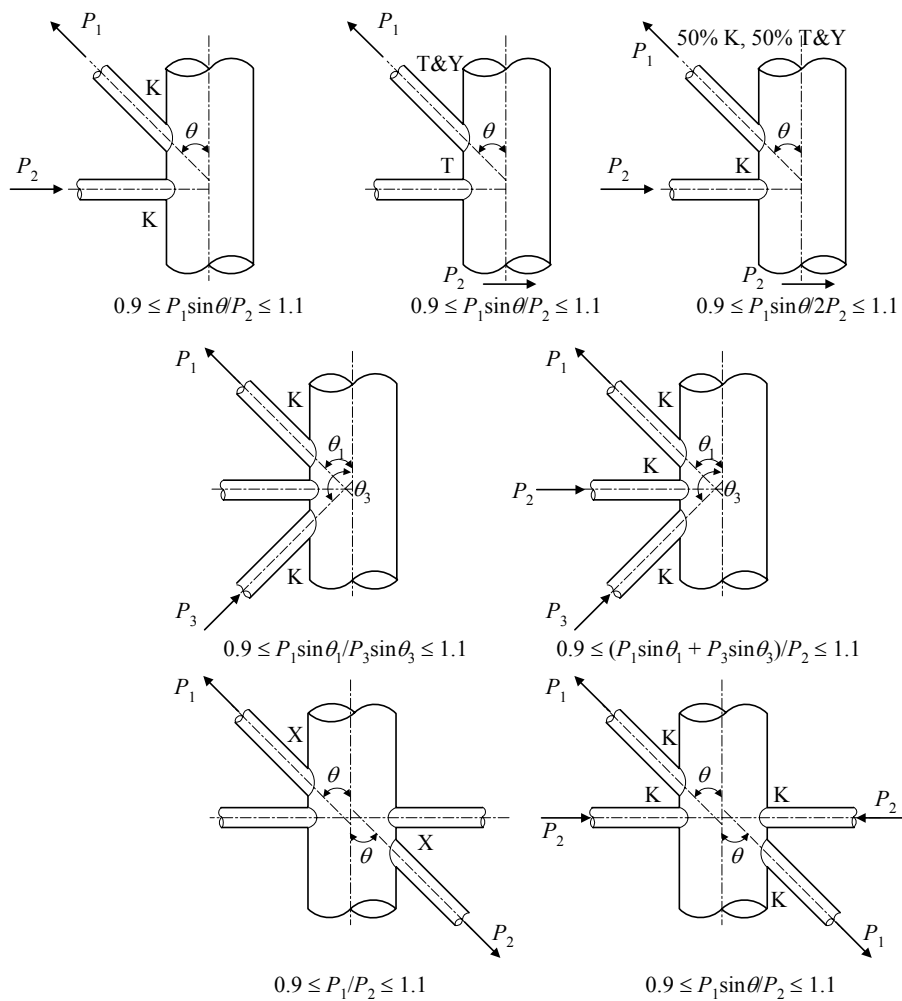 P₁
K
θ
P₂
K
0.9 ≤ P₁sinθ/P₂ ≤ 1.1
P₁
T&Y
θ
T
P₂
0.9 ≤ P₁sinθ/P₂ ≤ 1.1
50% K, 50% T&Y
P₁
θ
P₂
K
P₂
0.9 ≤ P₁sinθ/2P₂ ≤ 1.1
P₁
K
θ₁
θ₃
K
P₃
0.9 ≤ P₁sinθ₁/P₃sinθ₃ ≤ 1.1
P₁
K
θ₁
K
P₂
θ₃
K
P₃
0.9 ≤ (P₁sinθ₁ + P₃sinθ₃)/P₂ ≤ 1.1
P₁
X
θ
θ
X
P₂
0.9 ≤ P₁/P₂ ≤ 1.1
P₁
K
θ
K
K
P₂
P₂
θ
K
P₁
0.9 ≤ P₁sinθ/P₂ ≤ 1.1